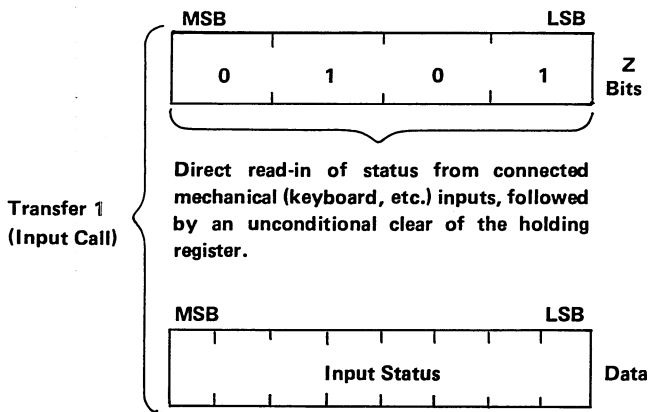 MSB LSB
0 1 0 1
Z
Bits
Direct read-in of status from connected
mechanical (keyboard, etc.) inputs, followed
by an unconditional clear of the holding
register.
Transfer 1
(Input Call)
MSB LSB
Input Status
Data